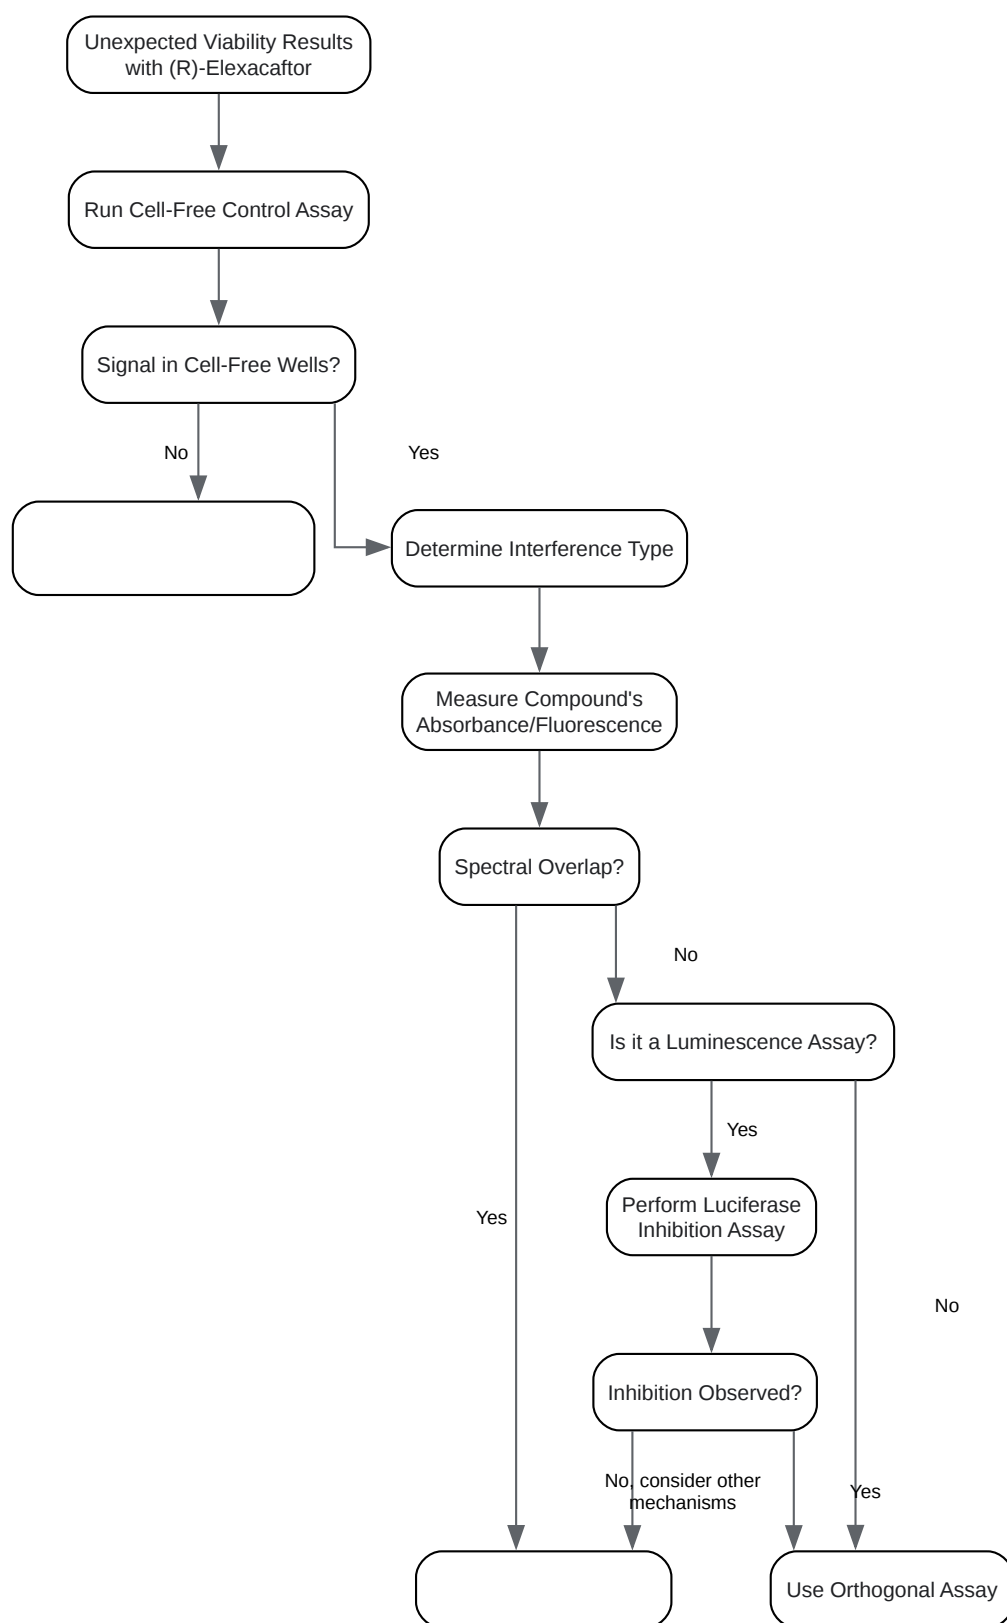 Unexpected Viability Results
with (R)-Elexacaftor
Run Cell-Free Control Assay
Signal in Cell-Free Wells?
No
Yes
Determine Interference Type
Measure Compound's
Absorbance/Fluorescence
Spectral Overlap?
No
Is it a Luminescence Assay?
Yes
Perform Luciferase
Inhibition Assay
Yes
No
Inhibition Observed?
No, consider other
mechanisms
Yes
Use Orthogonal Assay